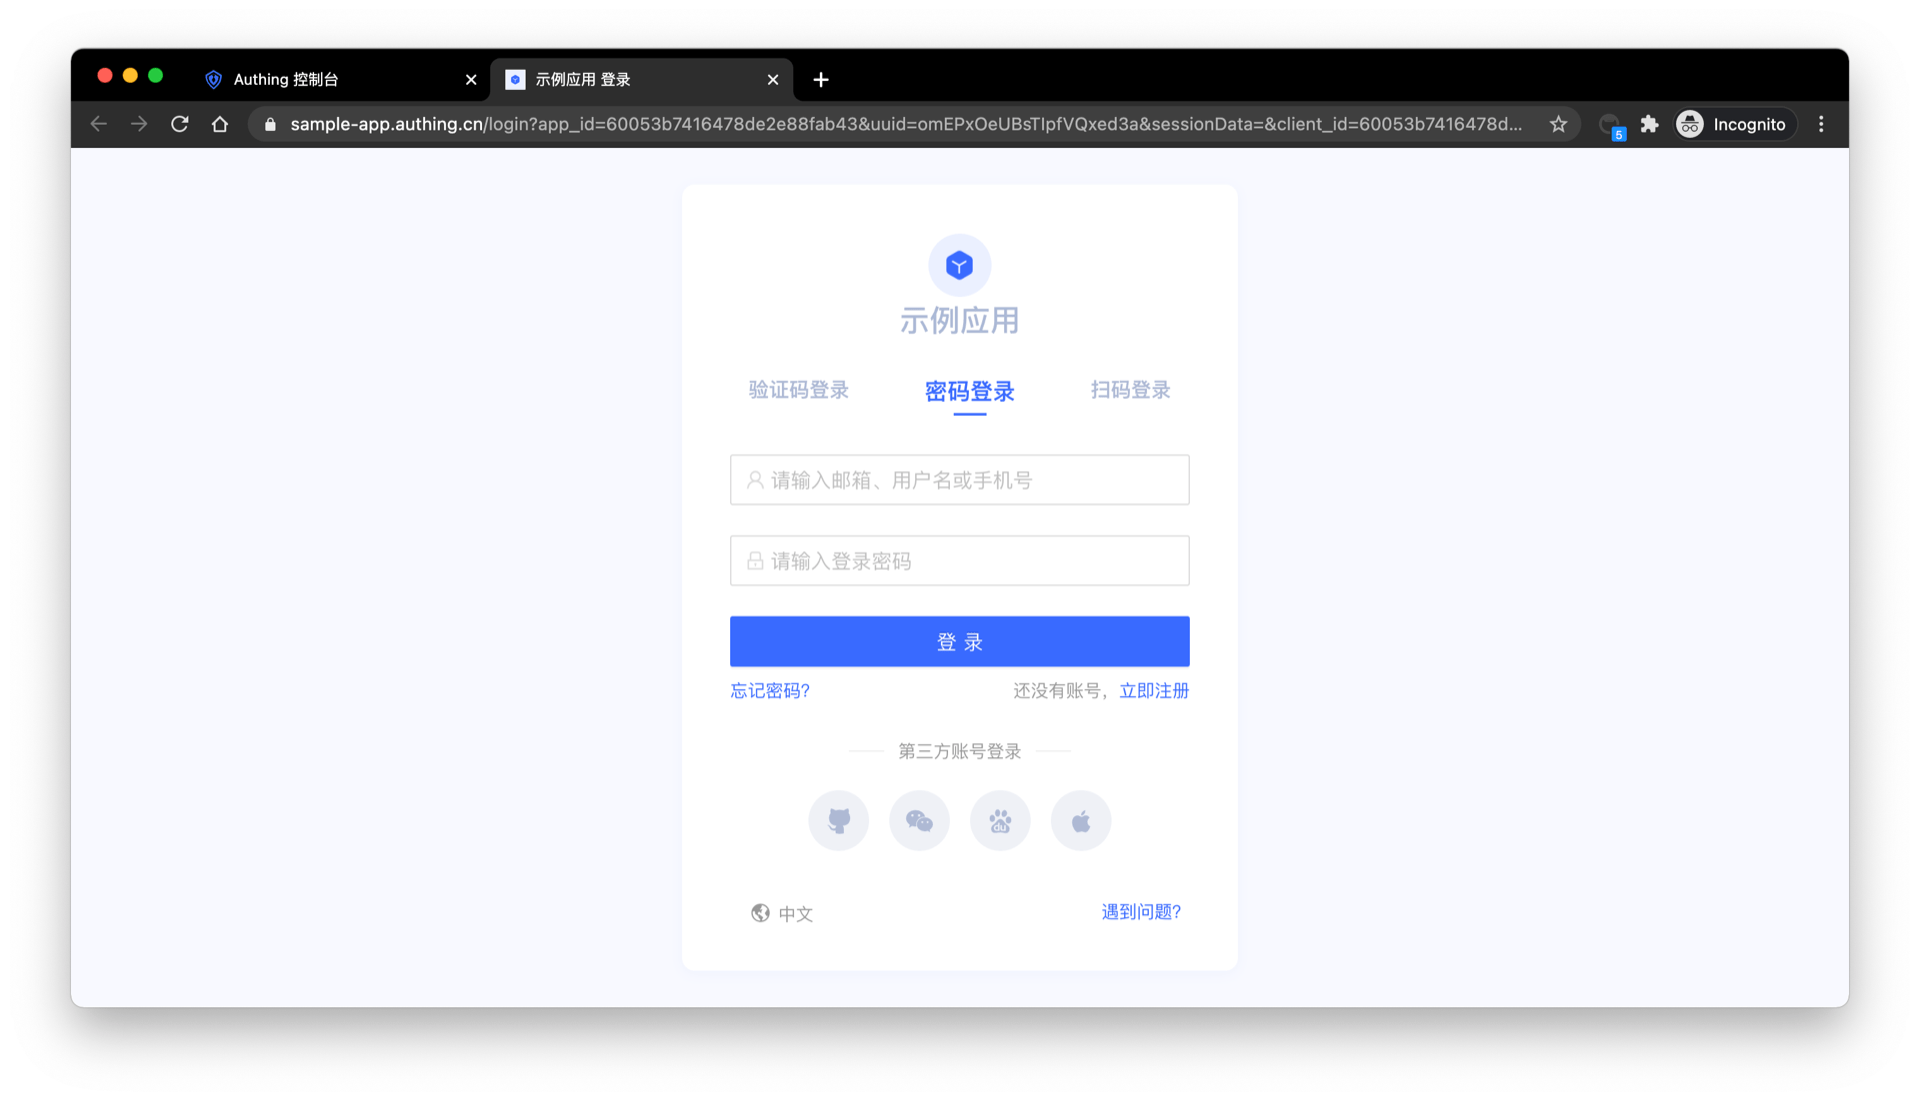 Authing 控制台
示例应用 登录
sample-app.authing.cn/login?app_id=60053b7416478de2e88fab43&uuid=omEPxOeUBsTIpfVQxed3a&sessionData=&client_id=60053b7416478d...
5
Incognito
示例应用
验证码登录 密码登录 扫码登录
请输入邮箱、用户名或手机号
请输入登录密码
登 录
忘记密码? 还没有账号，立即注册
第三方账号登录
du
中文 遇到问题?